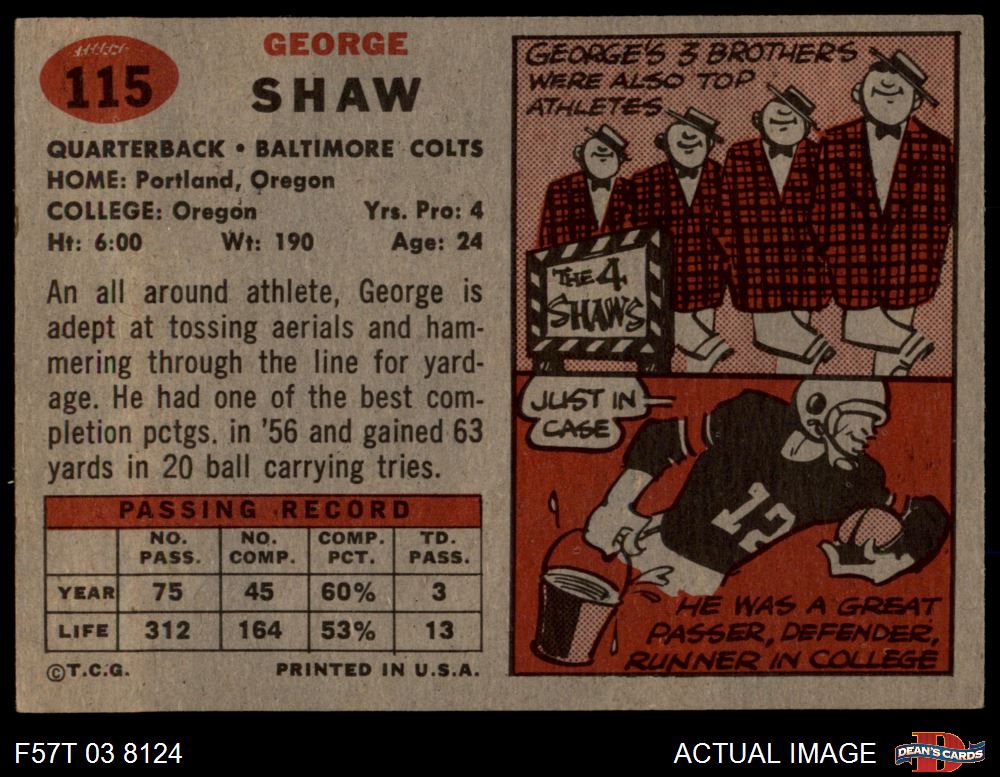 115
GEORGE
SHAW
QUARTERBACK • BALTIMORE COLTS
HOME: Portland, Oregon
COLLEGE: Oregon Yrs. Pro: 4
Ht: 6:00 Wt: 190 Age: 24
An all around athlete, George is
adept at tossing aerials and ham-
mering through the line for yard-
age. He had one of the best com-
pletion pctgs. in '56 and gained 63
yards in 20 ball carrying tries.
PASSING RECORD
NO. PASS. NO. COMP. COMP. PCT. TD. PASS.
YEAR 75 45 60% 3
LIFE 312 164 53% 13
©T.C.G. PRINTED IN U.S.A.
GEORGE'S 3 BROTHERS
WERE ALSO TOP
ATHLETES
THE 4
SHAWS
JUST IN
CASE
12
HE WAS A GREAT
PASSER, DEFENDER,
RUNNER IN COLLEGE
F57T 03 8124
ACTUAL IMAGE
D
DEAN'S CARDS